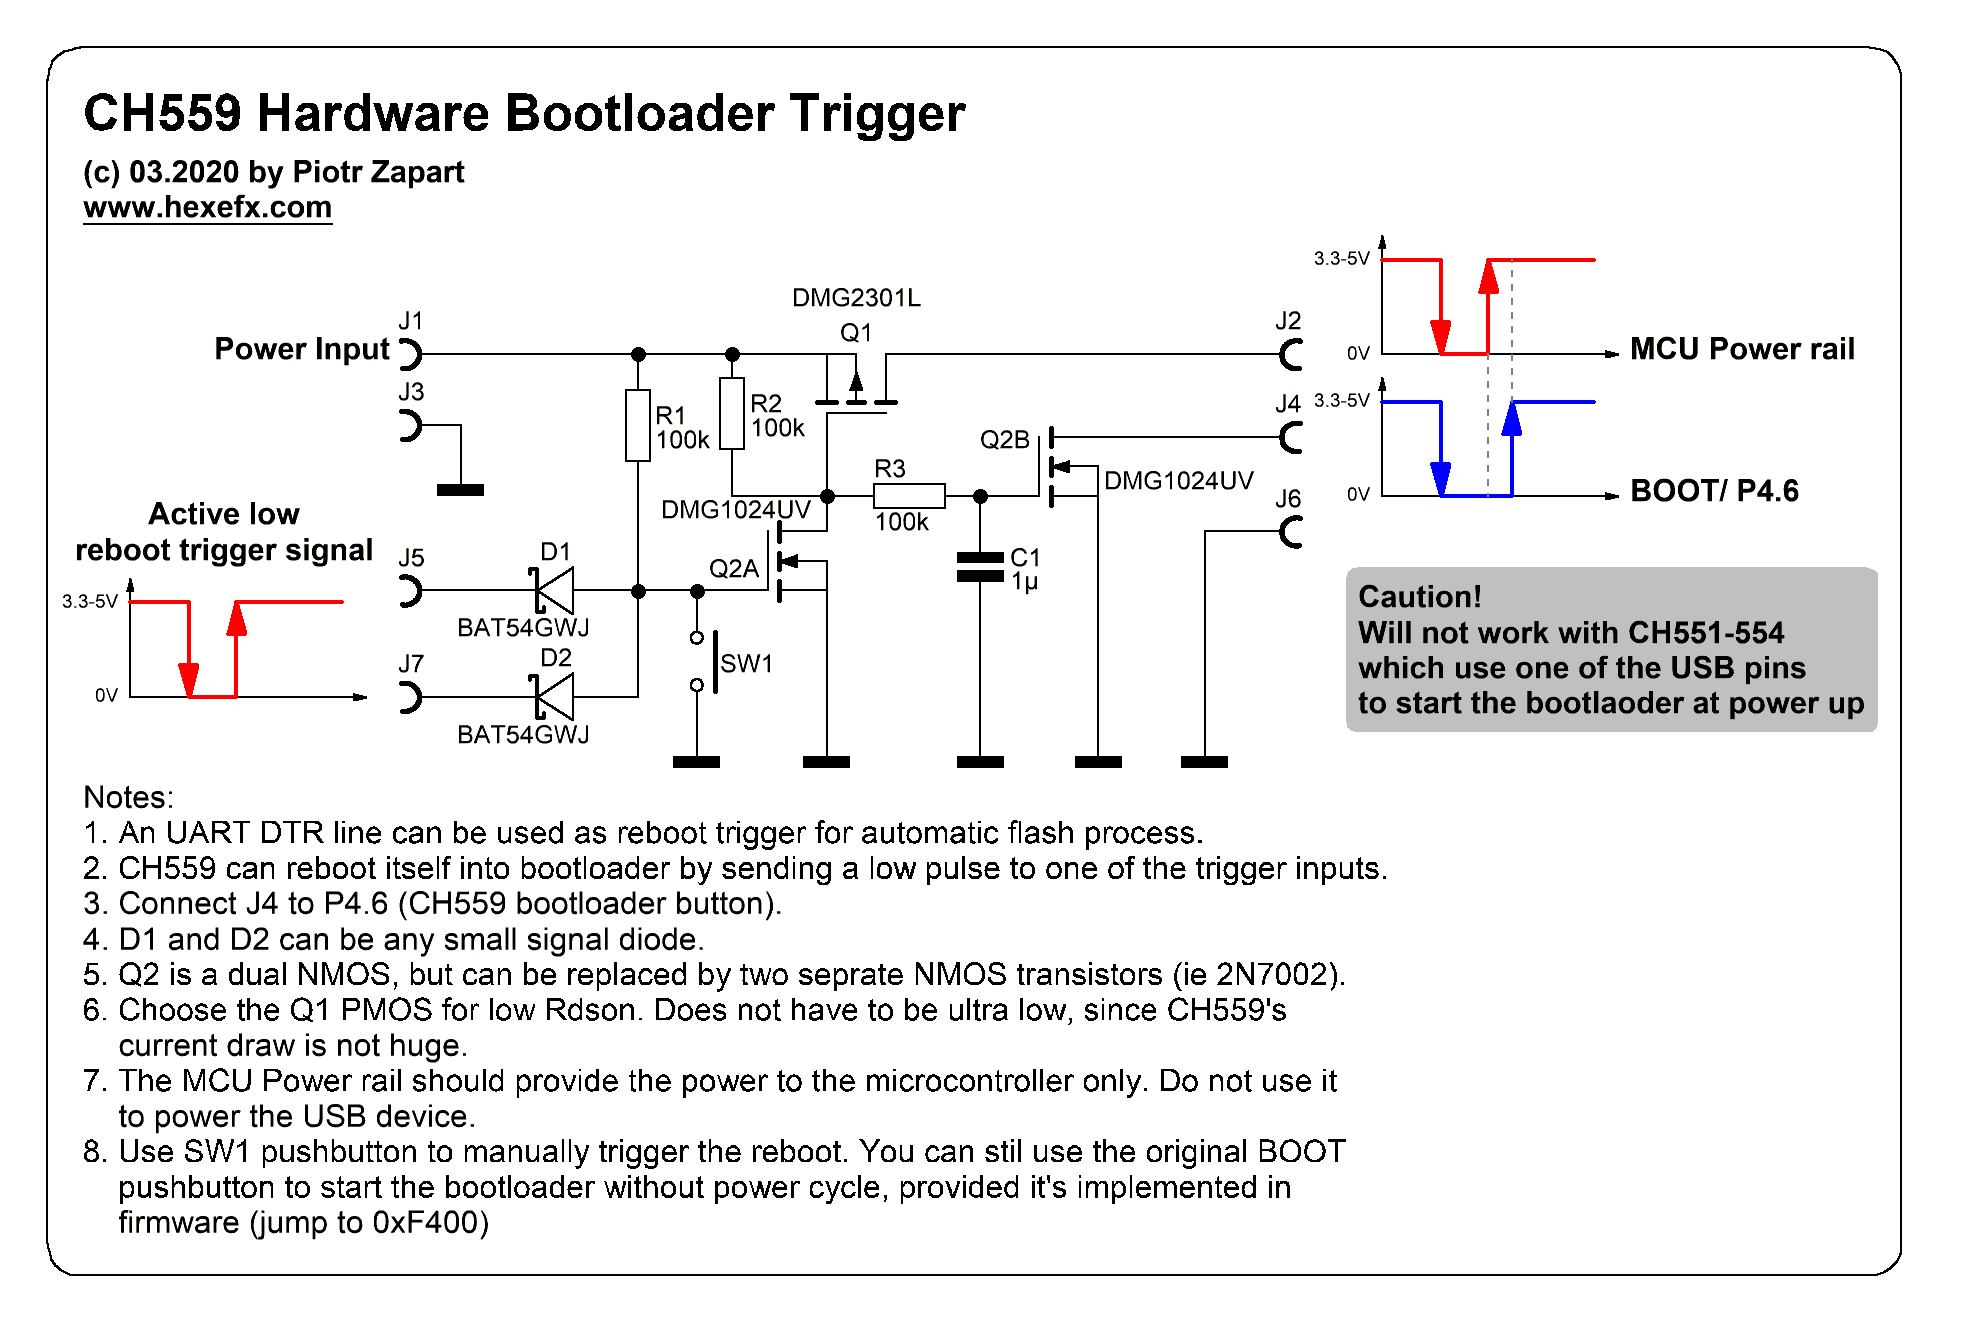 CH559 Hardware Bootloader Trigger
(c) 03.2020 by Piotr Zapart
www.hexefx.com
3.3-5V
0V
MCU Power rail
3.3-5V
0V
BOOT/ P4.6
DMG2301L
Q1
Power Input
J1
J2
J3
J4
R1
100k
R2
100k
Q2B
DMG1024UV
R3
100k
DMG1024UV
J6
Active low
reboot trigger signal
3.3-5V
0V
J5
D1
BAT54GWJ
Q2A
C1
1µ
J7
D2
BAT54GWJ
SW1
Caution!
Will not work with CH551-554
which use one of the USB pins
to start the bootlaoder at power up
Notes:
1. An UART DTR line can be used as reboot trigger for automatic flash process.
2. CH559 can reboot itself into bootloader by sending a low pulse to one of the trigger inputs.
3. Connect J4 to P4.6 (CH559 bootloader button).
4. D1 and D2 can be any small signal diode.
5. Q2 is a dual NMOS, but can be replaced by two seprate NMOS transistors (ie 2N7002).
6. Choose the Q1 PMOS for low Rdson. Does not have to be ultra low, since CH559's
current draw is not huge.
7. The MCU Power rail should provide the power to the microcontroller only. Do not use it
to power the USB device.
8. Use SW1 pushbutton to manually trigger the reboot. You can stil use the original BOOT
pushbutton to start the bootloader without power cycle, provided it's implemented in
firmware (jump to 0xF400)